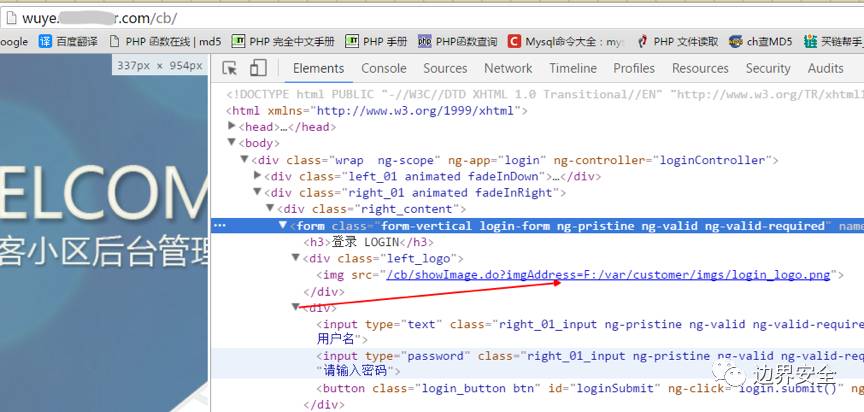 wuye. r.com/cb/
oogle 译 百度翻译 PHP 函数在线 | md5 PHP 完全中文手册 PHP 手册 PHP函数查询 Mysql命令大全：mys PHP 文件读取 ch查MD5 买链帮手
337px × 954px Elements Console Sources Network Timeline Profiles Resources Security Audits
<!DOCTYPE html PUBLIC "-//W3C//DTD XHTML 1.0 Transitional//EN" "http://www.w3.org/TR/xhtml1
<html xmlns="http://www.w3.org/1999/xhtml">
<head>…</head>
<body>
<div class="wrap  ng-scope" ng-app="login" ng-controller="loginController">
<div class="left_01 animated fadeInDown">…</div>
<div class="right_01 animated fadeInRight">
<div class="right_content">
ELCOM
... <form class="form-vertical login-form ng-pristine ng-valid ng-valid-required" name
客小区后台管理
<h3>登录 LOGIN</h3>
<div class="left_logo">
<img src="/cb/showImage.do?imgAddress=F:/var/customer/imgs/login_logo.png">
</div>
<div>
<input type="text" class="right_01_input ng-pristine ng-valid ng-valid-require
用户名">
<input type="password" class="right_01_input ng-pristine ng-valid ng-valid-req
"请输入密码">
<button class="login_button btn" id="loginSubmit" ng-click="login.submit()" ng
</div>
边界安全